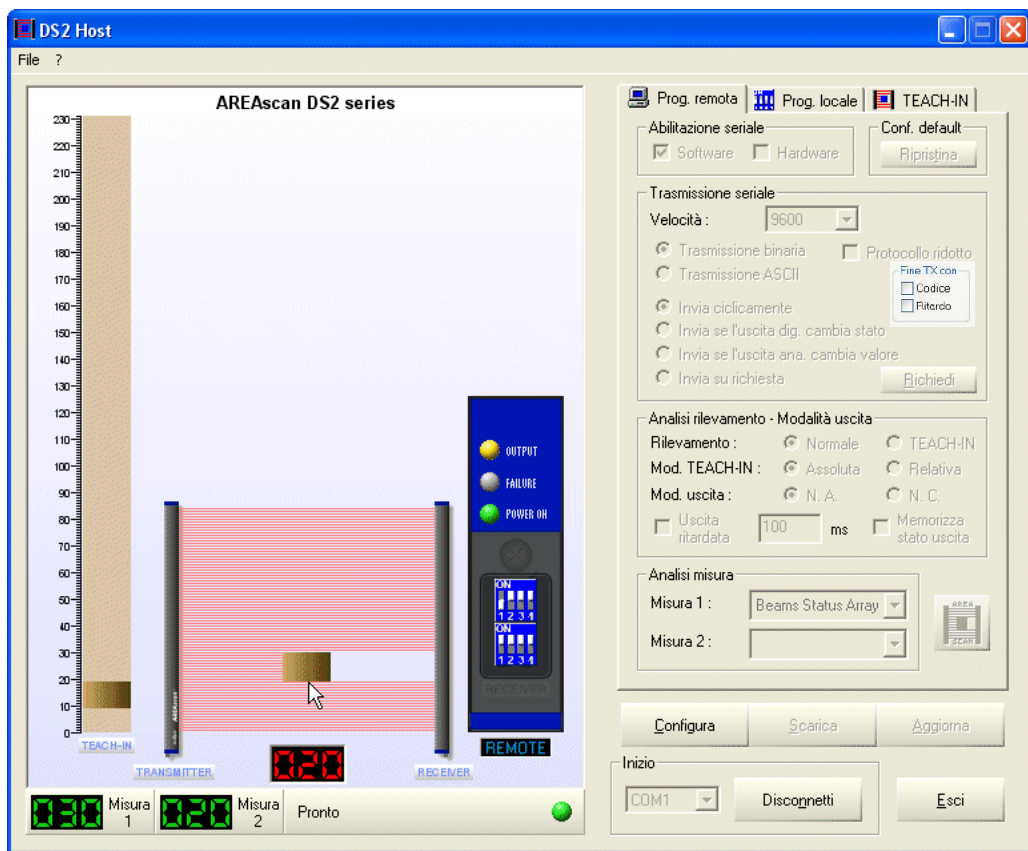 DS2 Host
File ?
AREAscan DS2 series
230
220
210
200
190
180
170
160
150
140
130
120
110
100
90
80
70
60
50
40
30
20
10
0
TEACH-IN
TRANSMITTER
AREAscan
020
RECEIVER
OUTPUT
FAILURE
POWER ON
ON
1 2 3 4
ON
1 2 3 4
RECEIVER
REMOTE
030 Misura 1
020 Misura 2
Pronto
Prog. remota
Prog. locale
TEACH-IN
Abilitazione seriale
Software Hardware
Conf. default
Ripristina
Trasmissione seriale
Velocità : 9600
Trasmissione binaria
Protocollo ridotto
Trasmissione ASCII
Fine TX con
Codice
Ritardo
Invia ciclicamente
Invia se l'uscita dig. cambia stato
Invia se l'uscita ana. cambia valore
Invia su richiesta
Richiedi
Analisi rilevamento - Modalità uscita
Rilevamento : Normale TEACH-IN
Mod. TEACH-IN : Assoluta Relativa
Mod. uscita : N. A. N. C.
Uscita ritardata 100 ms
Memorizza stato uscita
Analisi misura
Misura 1 : Beams Status Array
Misura 2 :
AREA
SCAN
Configura Scarica Aggiorna
Inizio
COM1 Disconnetti Esci